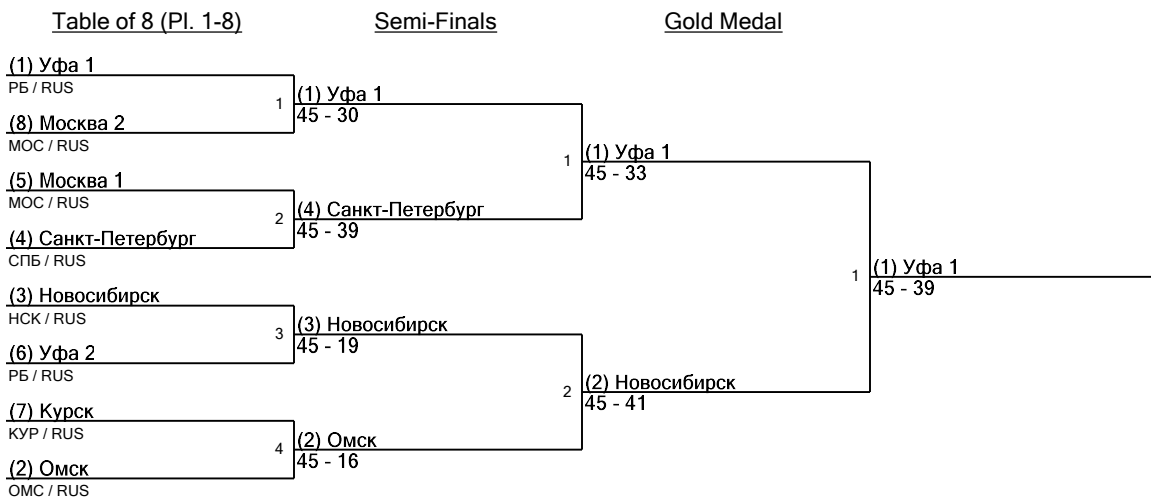 Table of 8 (Pl. 1-8)
Semi-Finals
Gold Medal
(1) Уфа 1
РБ / RUS
1
(1) Уфа 1
45 - 30
(8) Москва 2
МОС / RUS
1
(1) Уфа 1
45 - 33
(5) Москва 1
МОС / RUS
2
(4) Санкт-Петербург
45 - 39
(4) Санкт-Петербург
СПБ / RUS
1
(1) Уфа 1
45 - 39
(3) Новосибирск
НСК / RUS
3
(3) Новосибирск
45 - 19
(6) Уфа 2
РБ / RUS
2
(2) Новосибирск
45 - 41
(7) Курск
КУР / RUS
4
(2) Омск
45 - 16
(2) Омск
ОМС / RUS